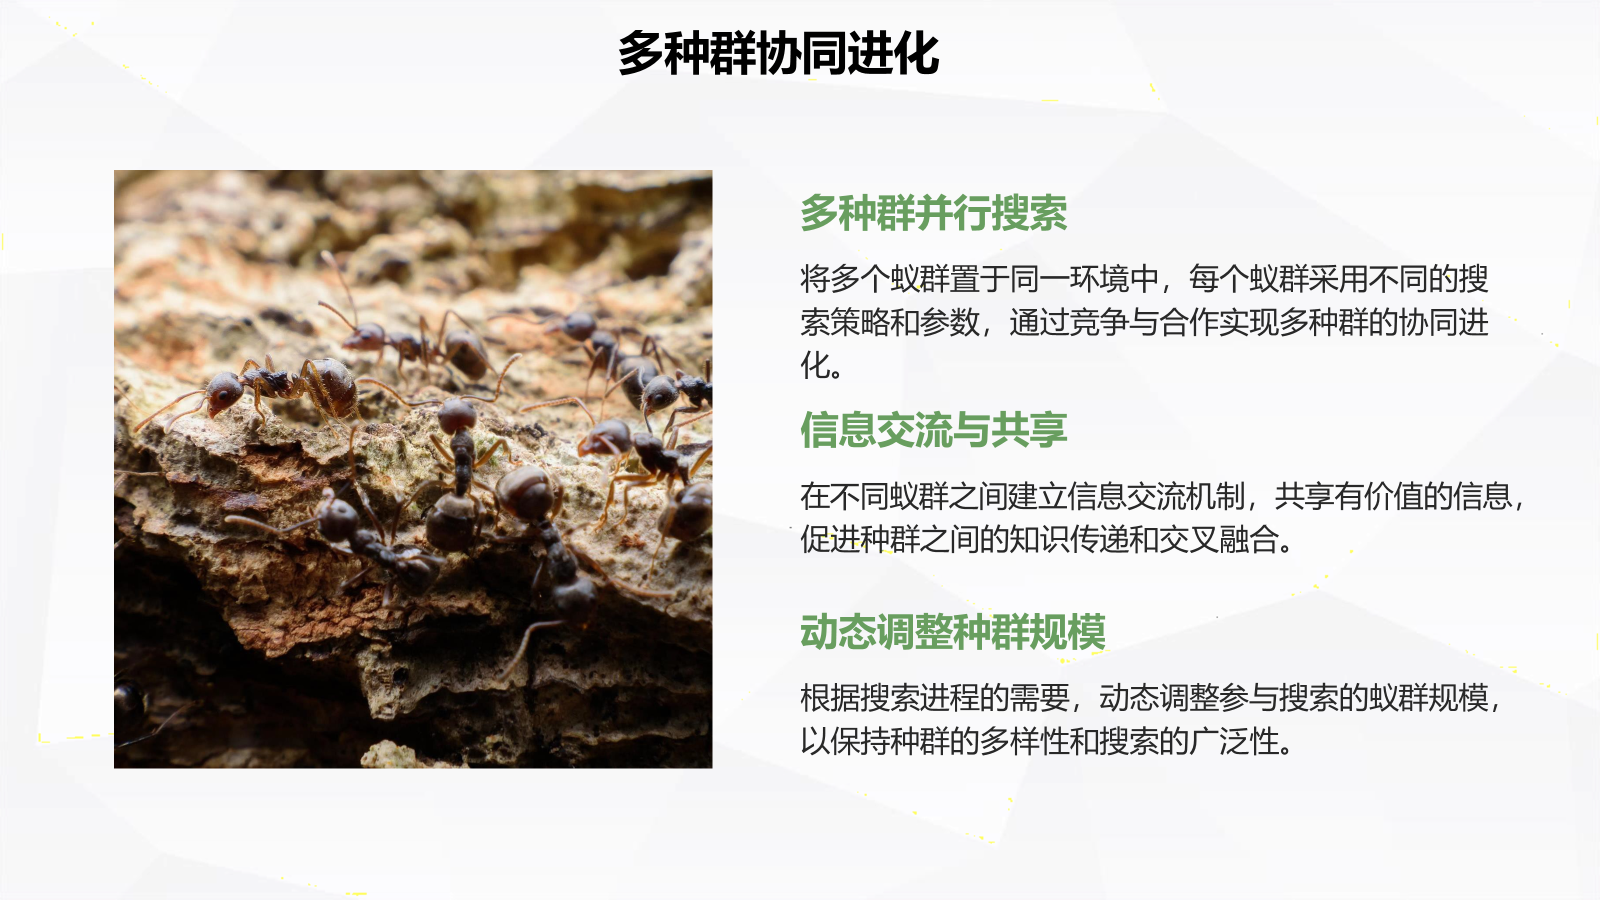 多种群协同进化
多种群并行搜索
将多个蚁群置于同一环境中，每个蚁群采用不同的搜
索策略和参数，通过竞争与合作实现多种群的协同进
化。
信息交流与共享
在不同蚁群之间建立信息交流机制，共享有价值的信息，
促进种群之间的知识传递和交叉融合。
动态调整种群规模
根据搜索进程的需要，动态调整参与搜索的蚁群规模，
以保持种群的多样性和搜索的广泛性。